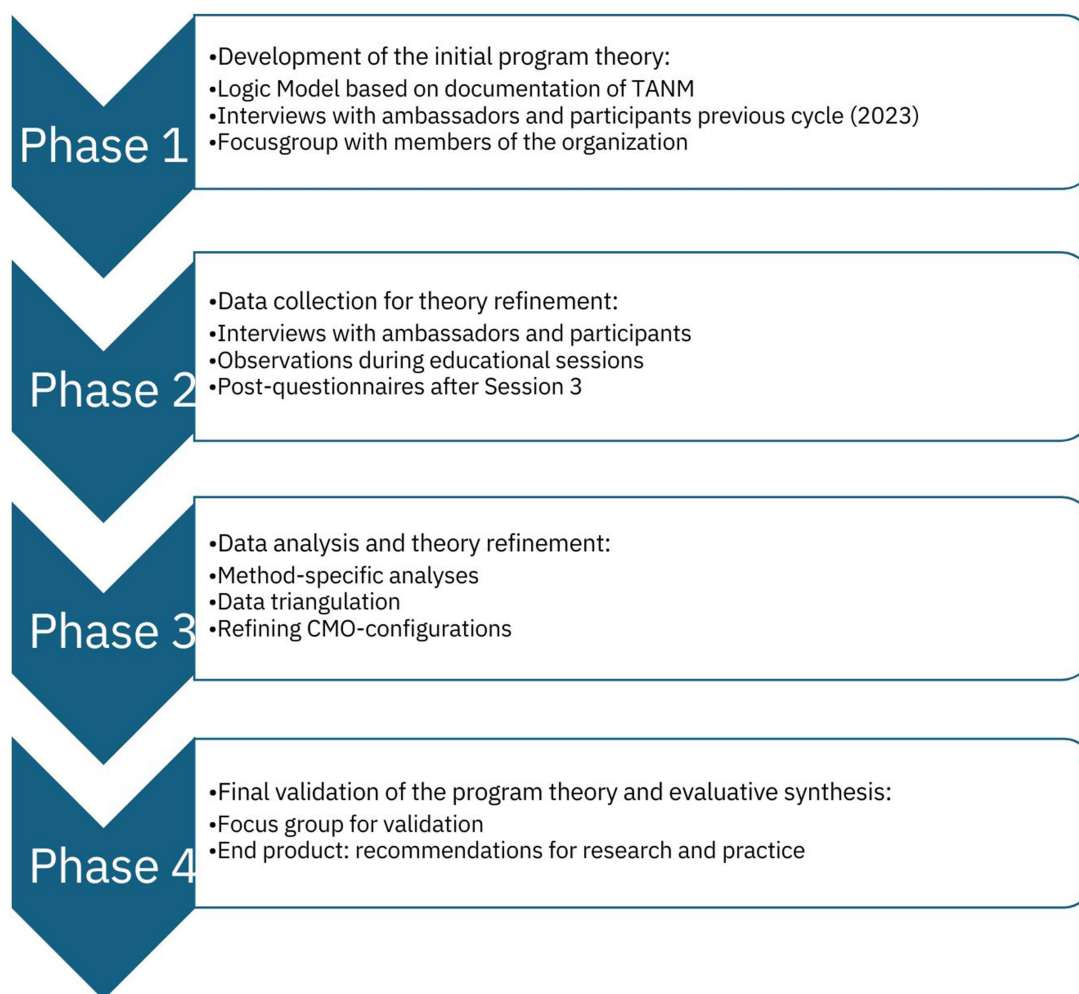 Phase 1
•Development of the initial program theory:
•Logic Model based on documentation of TANM
•Interviews with ambassadors and participants previous cycle (2023)
•Focusgroup with members of the organization
Phase 2
•Data collection for theory refinement:
•Interviews with ambassadors and participants
•Observations during educational sessions
•Post-questionnaires after Session 3
Phase 3
•Data analysis and theory refinement:
•Method-specific analyses
•Data triangulation
•Refining CMO-configurations
Phase 4
•Final validation of the program theory and evaluative synthesis:
•Focus group for validation
•End product: recommendations for research and practice